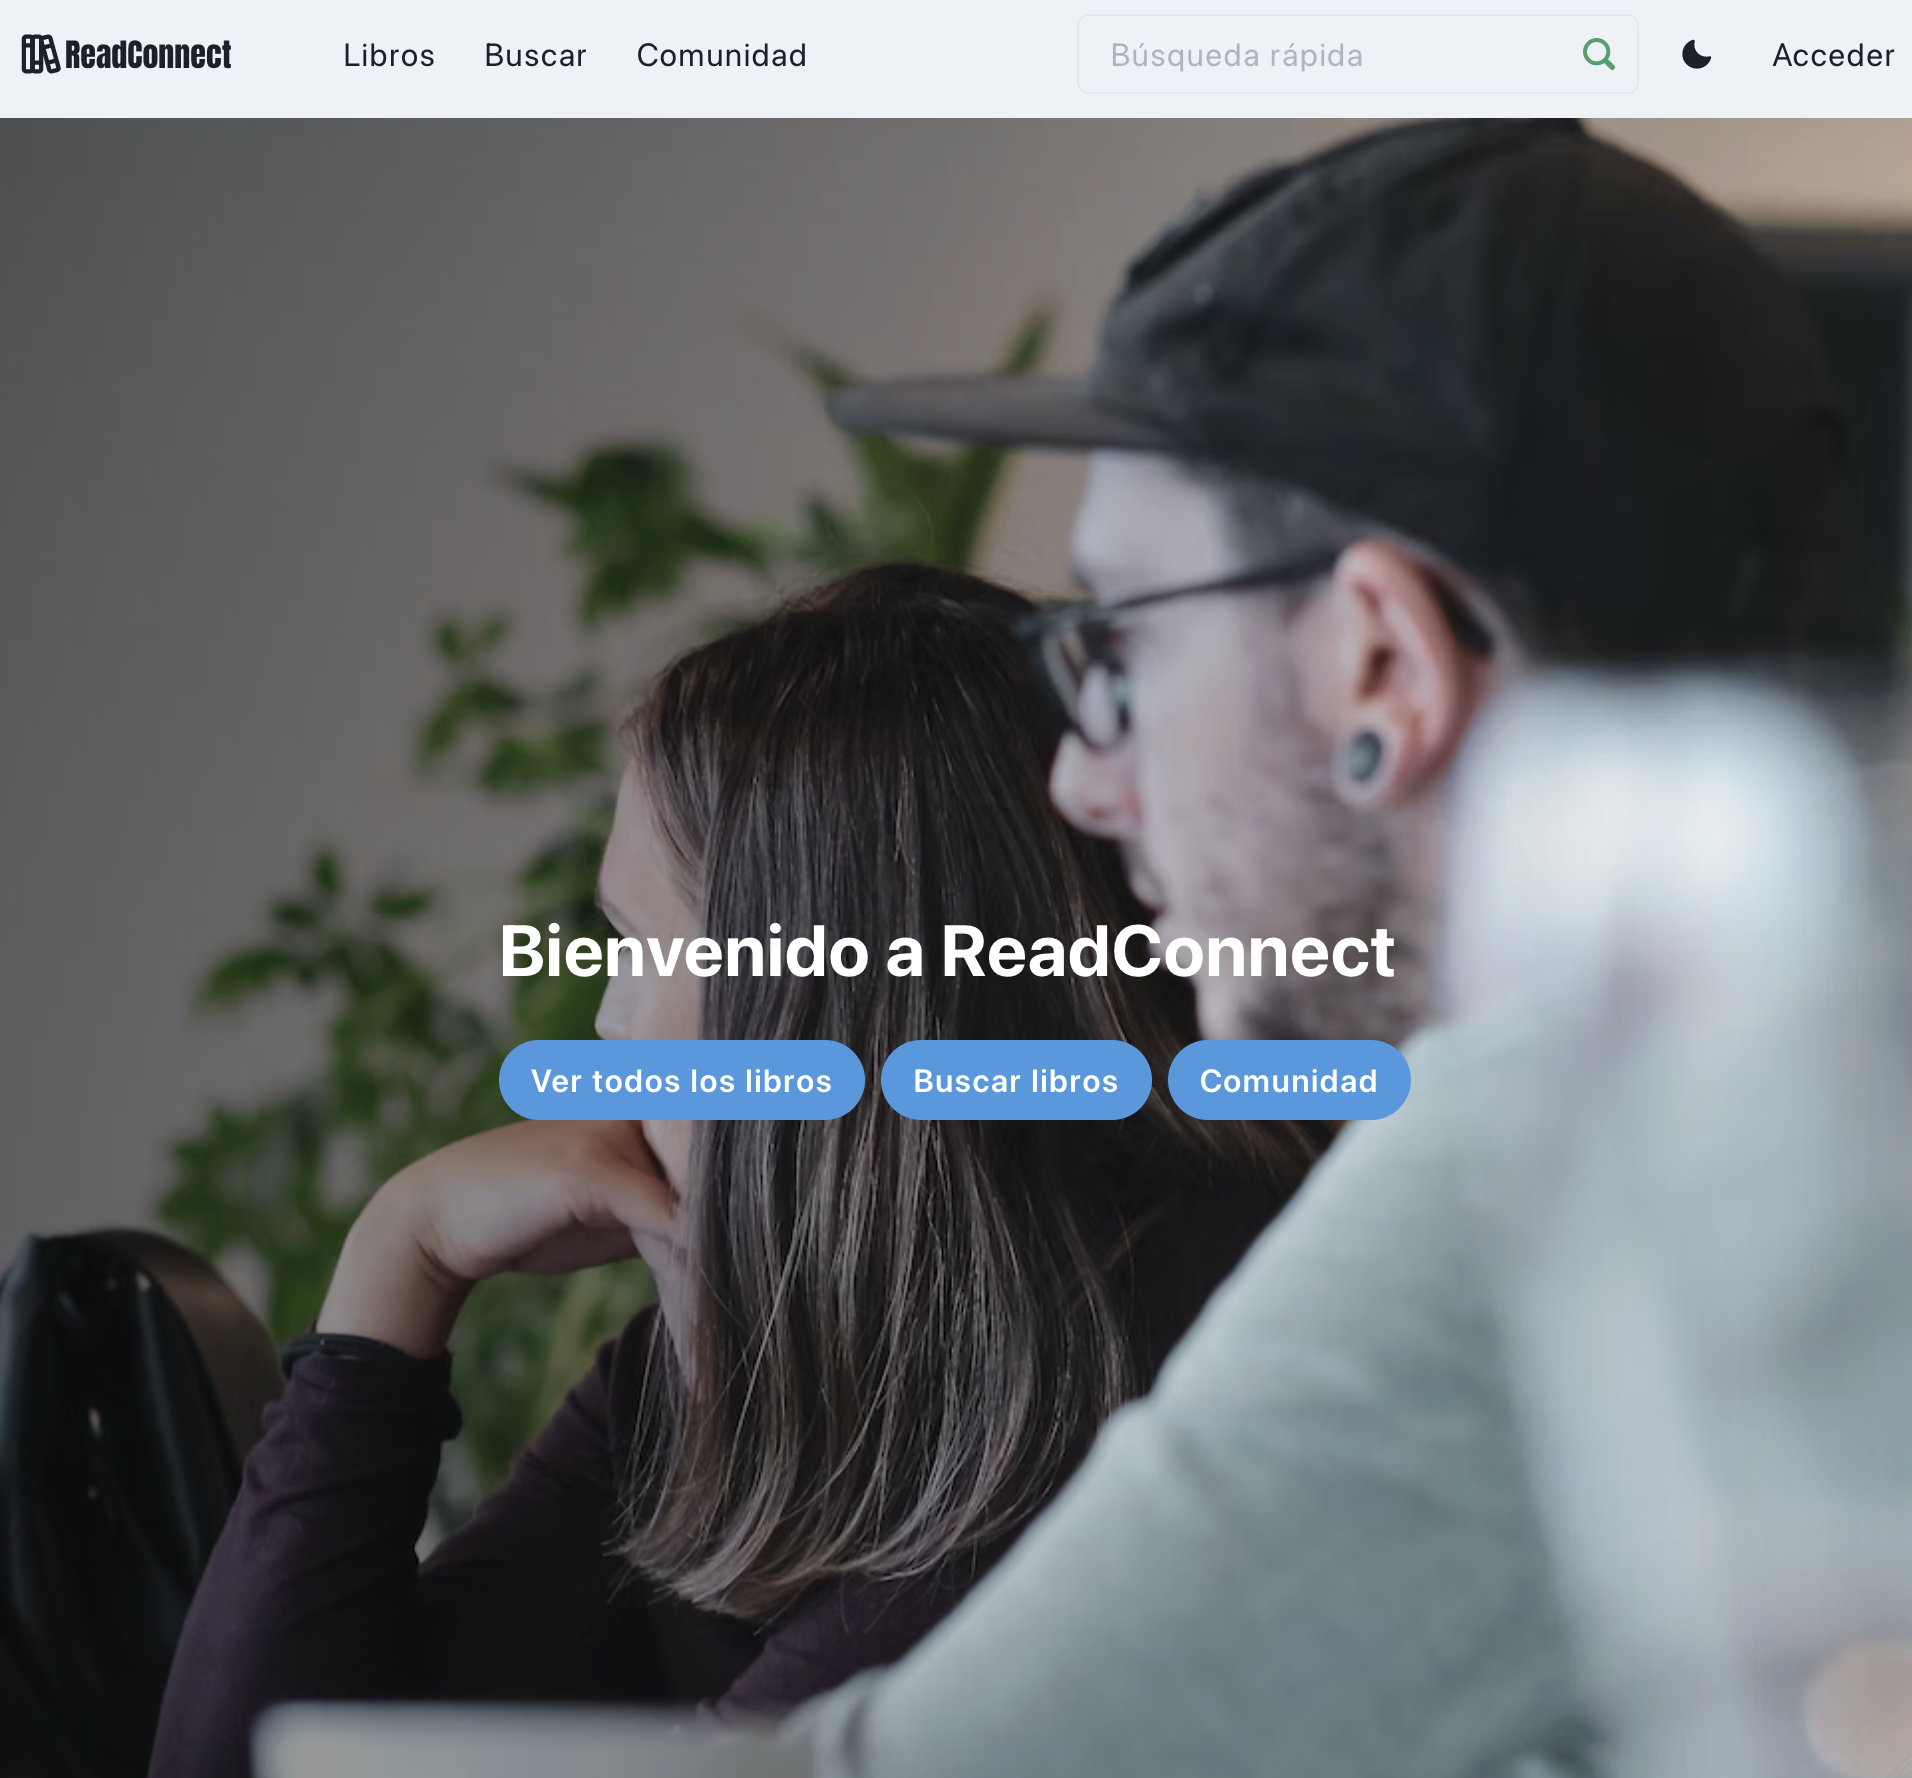 ReadConnect
Libros
Buscar
Comunidad
Búsqueda rápida
Acceder
Bienvenido a ReadConnect
Ver todos los libros
Buscar libros
Comunidad